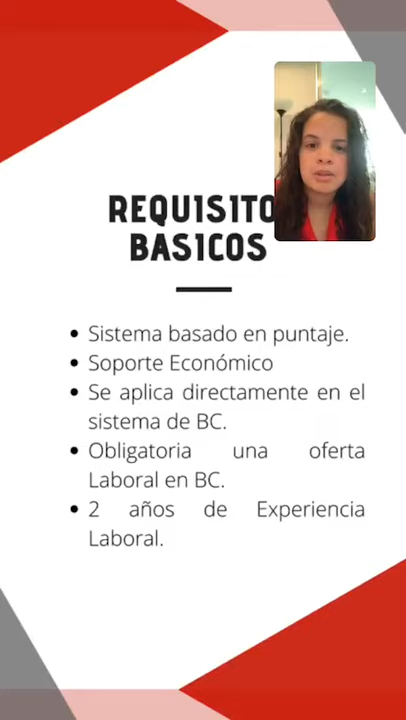 REQUISITO
BASICOS
Sistema basado en puntaje.
Soporte Económico
Se aplica directamente en el
sistema de BC.
Obligatoria una oferta
Laboral en BC.
2 años de Experiencia
Laboral.